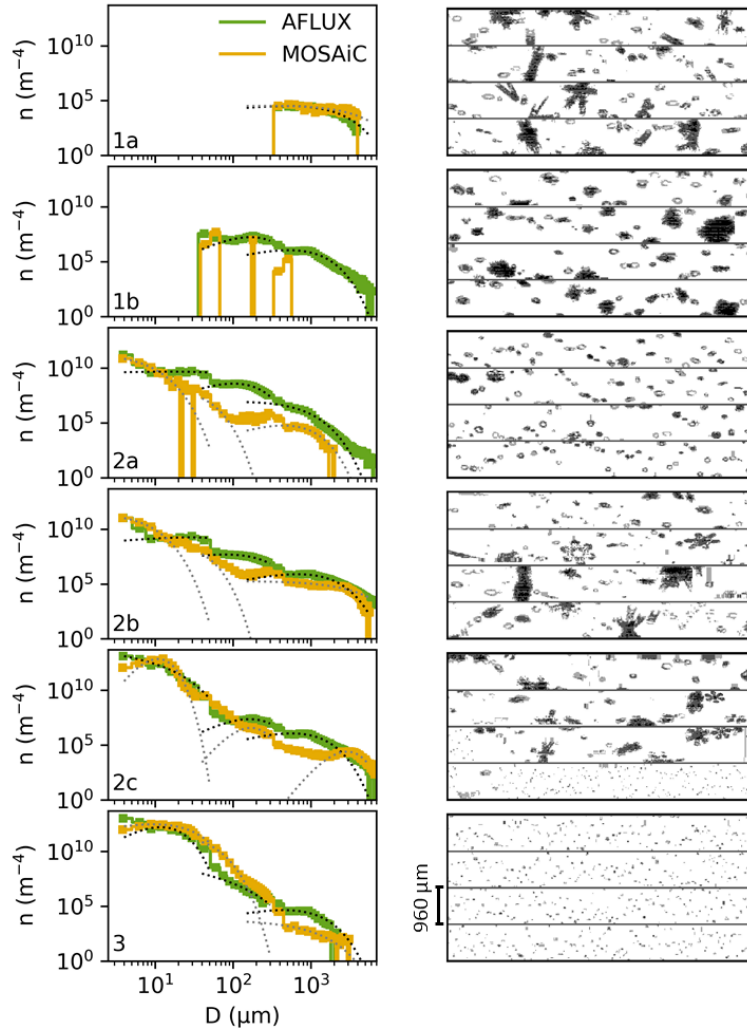 AFLUX
MOSAiC
n (m⁻⁴)
10¹⁰
10⁵
10⁰
1a
n (m⁻⁴)
10¹⁰
10⁵
10⁰
1b
n (m⁻⁴)
10¹⁰
10⁵
10⁰
2a
n (m⁻⁴)
10¹⁰
10⁵
10⁰
2b
n (m⁻⁴)
10¹⁰
10⁵
10⁰
2c
n (m⁻⁴)
10¹⁰
10⁵
10⁰
3
960 μm
10¹ 10² 10³
D (μm)